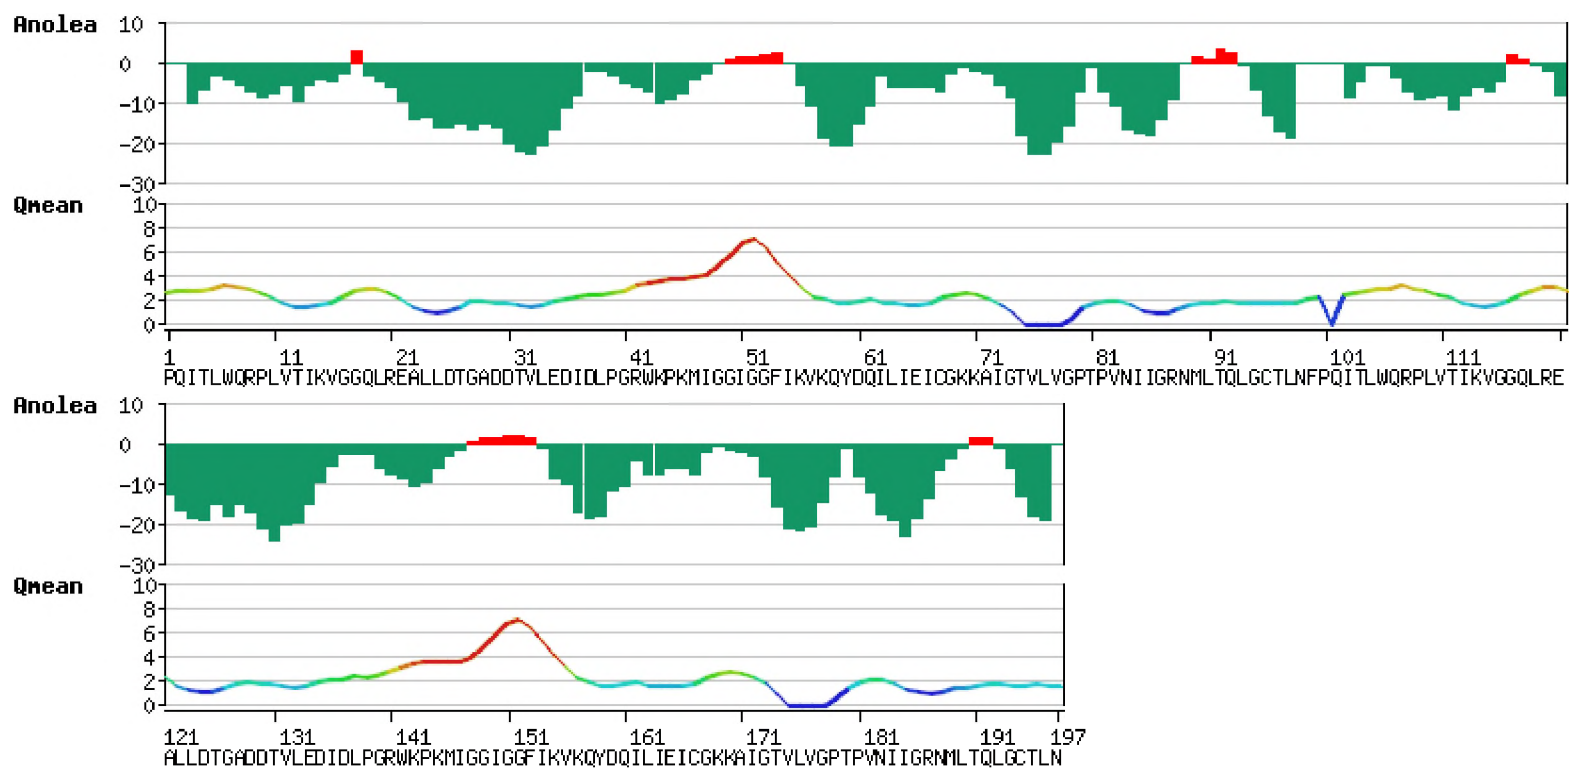 Anolea 10
0
-10
-20
-30
Qmean 10
8
6
4
2
0
1 11 21 31 41 51 61 71 81 91 101 111
PQITLWQRPLVTIKVGGQLREALLDTGADDTVLEDIDLPGRWKPKMIGGIGGFIKVKQYDQILIEICGKKAIGTVLVGPTPVNIIGRNMLTQLGCTLNFPQITLWQRPLVTIKVGGQLRE
Anolea 10
0
-10
-20
-30
Qmean 10
8
6
4
2
0
121 131 141 151 161 171 181 191 197
ALLDTGADDTVLEDIDLPGRWKPKMIGGIGGFIKVKQYDQILIEICGKKAIGTVLVGPTPVNIIGRNMLTQLGCTLN